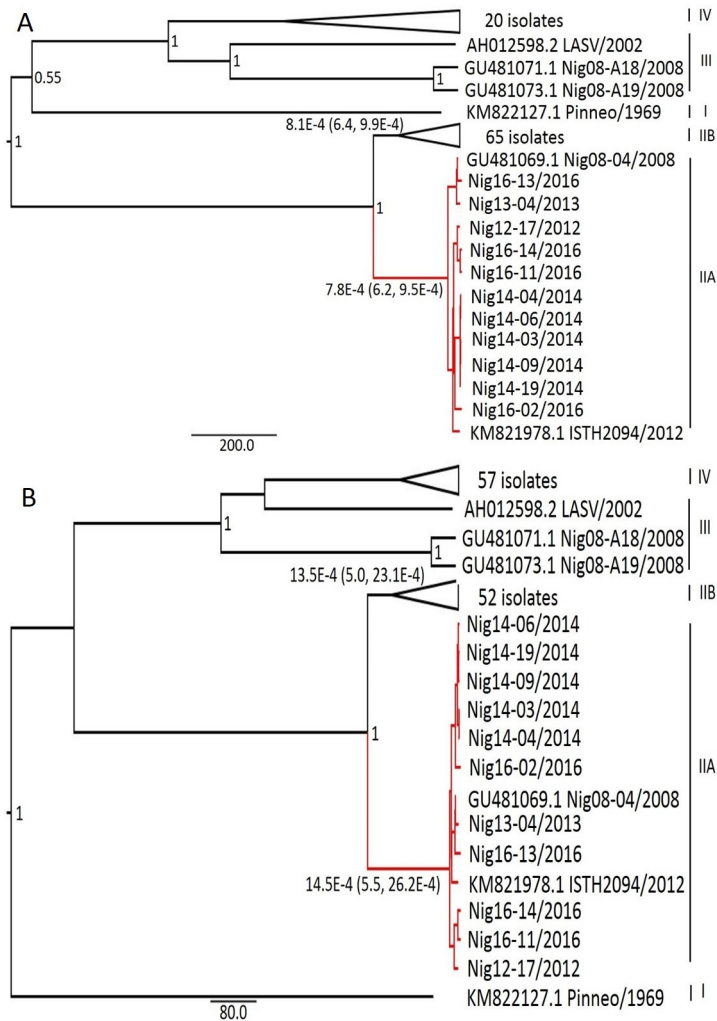 A
20 isolates
IV
1
AH012598.2 LASV/2002
1
III
GU481071.1 Nig08-A18/2008
0.55
1
GU481073.1 Nig08-A19/2008
KM822127.1 Pinneo/1969
I
8.1E-4 (6.4, 9.9E-4)
65 isolates
IIB
1
GU481069.1 Nig08-04/2008
Nig16-13/2016
Nig13-04/2013
1
Nig12-17/2012
Nig16-14/2016
Nig16-11/2016
IIA
7.8E-4 (6.2, 9.5E-4)
Nig14-04/2014
Nig14-06/2014
Nig14-03/2014
Nig14-09/2014
Nig14-19/2014
Nig16-02/2016
KM821978.1 ISTH2094/2012
200.0
B
57 isolates
IV
AH012598.2 LASV/2002
1
III
GU481071.1 Nig08-A18/2008
1
GU481073.1 Nig08-A19/2008
13.5E-4 (5.0, 23.1E-4)
52 isolates
IIB
Nig14-06/2014
Nig14-19/2014
Nig14-09/2014
Nig14-03/2014
1
Nig14-04/2014
Nig16-02/2016
IIA
GU481069.1 Nig08-04/2008
1
Nig13-04/2013
Nig16-13/2016
14.5E-4 (5.5, 26.2E-4)
KM821978.1 ISTH2094/2012
Nig16-14/2016
Nig16-11/2016
Nig12-17/2012
KM822127.1 Pinneo/1969
I
80.0